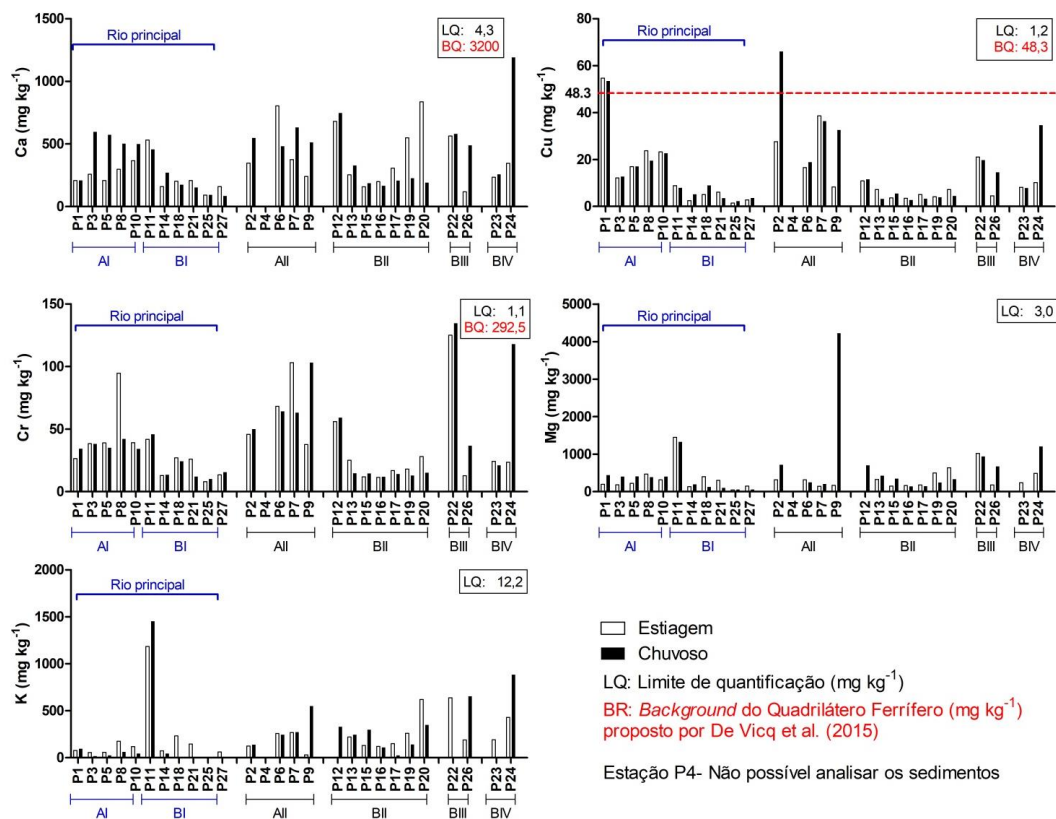 1500
1000
500
0
Ca (mg kg⁻¹)
Rio principal
LQ: 4,3
BQ: 3200
P1 P3 P5 P8 P10 P11 P14 P18 P21 P25 P27 P2 P4 P6 P7 P9 P12 P13 P15 P16 P17 P19 P20 P22 P26 P23 P24
AI BI AII BII BIII BIV
80
60
48.3
40
20
0
Cu (mg kg⁻¹)
Rio principal
LQ: 1,2
BQ: 48,3
P1 P3 P5 P8 P10 P11 P14 P18 P21 P25 P27 P2 P4 P6 P7 P9 P12 P13 P15 P16 P17 P19 P20 P22 P26 P23 P24
AI BI AII BII BIII BIV
150
100
50
0
Cr (mg kg⁻¹)
Rio principal
LQ: 1,1
BQ: 292,5
P1 P3 P5 P8 P10 P11 P14 P18 P21 P25 P27 P2 P4 P6 P7 P9 P12 P13 P15 P16 P17 P19 P20 P22 P26 P23 P24
AI BI AII BII BIII BIV
5000
4000
3000
2000
1000
0
Mg (mg kg⁻¹)
Rio principal
LQ: 3,0
P1 P3 P5 P8 P10 P11 P14 P18 P21 P25 P27 P2 P4 P6 P7 P9 P12 P13 P15 P16 P17 P19 P20 P22 P26 P23 P24
AI BI AII BII BIII BIV
2000
1500
1000
500
0
K (mg kg⁻¹)
Rio principal
LQ: 12,2
P1 P3 P5 P8 P10 P11 P14 P18 P21 P25 P27 P2 P4 P6 P7 P9 P12 P13 P15 P16 P17 P19 P20 P22 P26 P23 P24
AI BI AII BII BIII BIV
Estiagem
Chuvoso
LQ: Limite de quantificação (mg kg⁻¹)
BR: Background do Quadrilátero Ferrífero (mg kg⁻¹)
proposto por De Vicq et al. (2015)
Estação P4- Não possível analisar os sedimentos